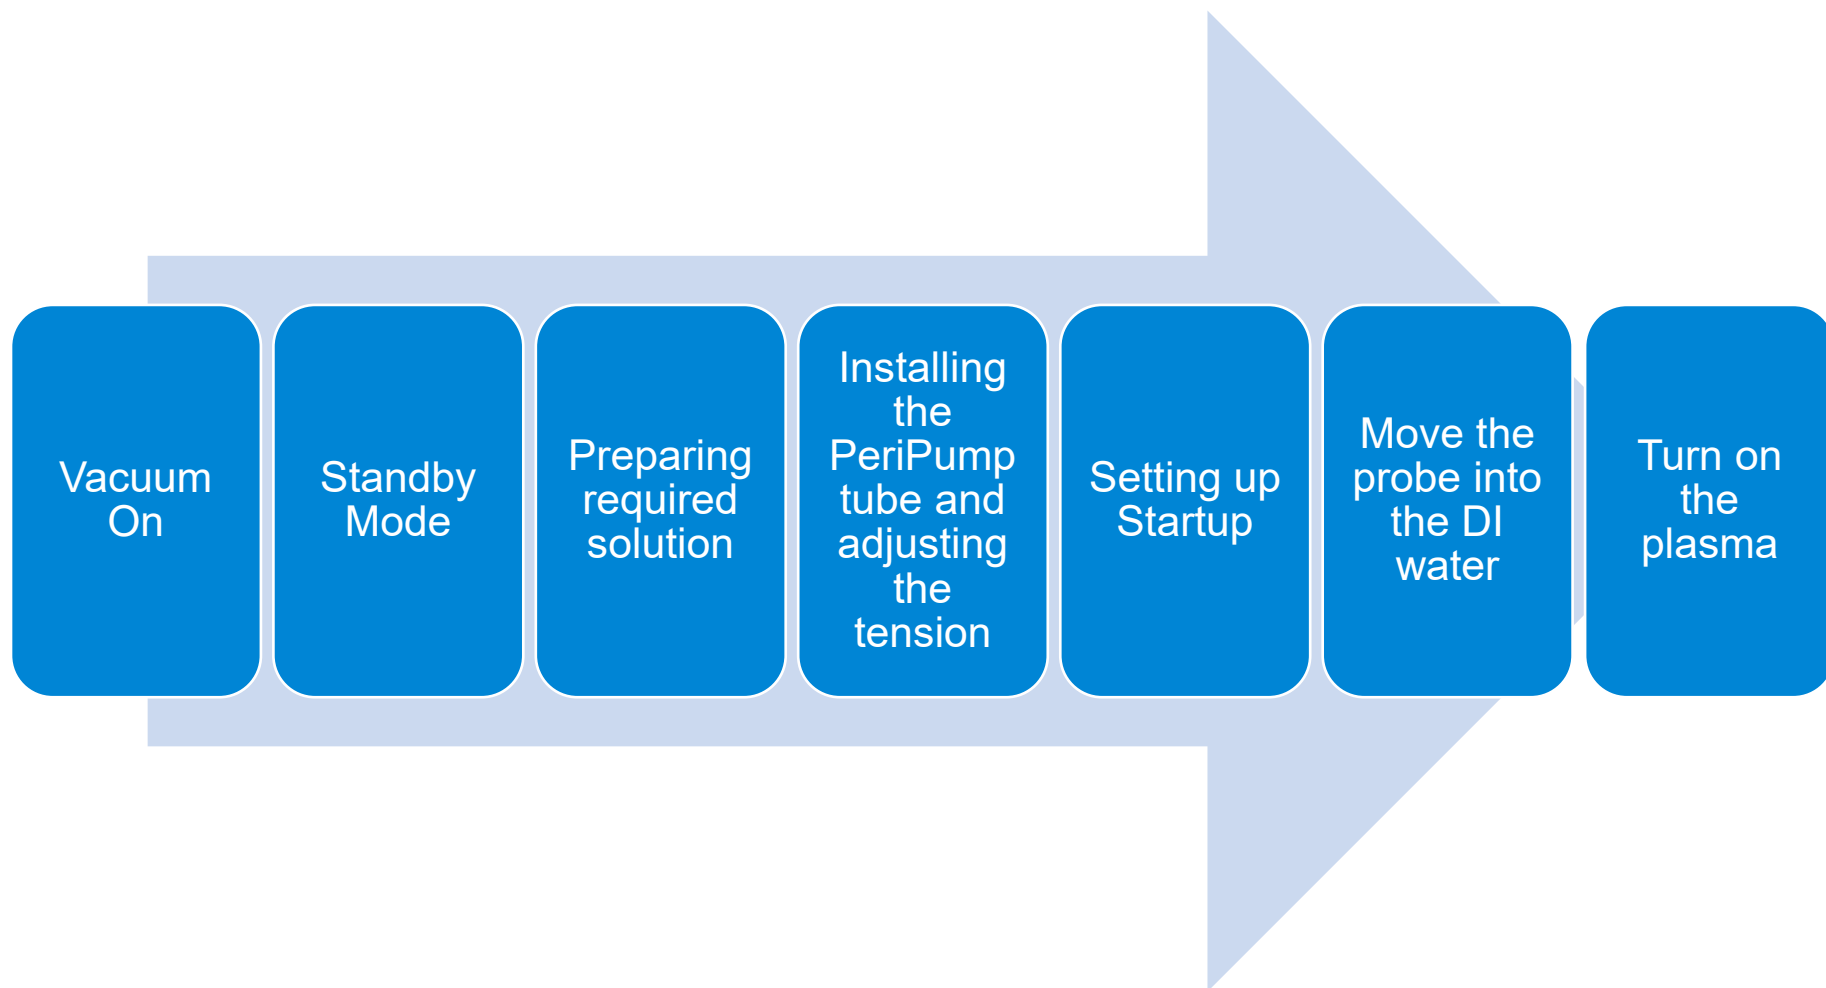 Vacuum
On
Standby
Mode
Preparing
required
solution
Installing
the
PeriPump
tube and
adjusting
the
tension
Setting up
Startup
Move the
probe into
the DI
water
Turn on
the
plasma